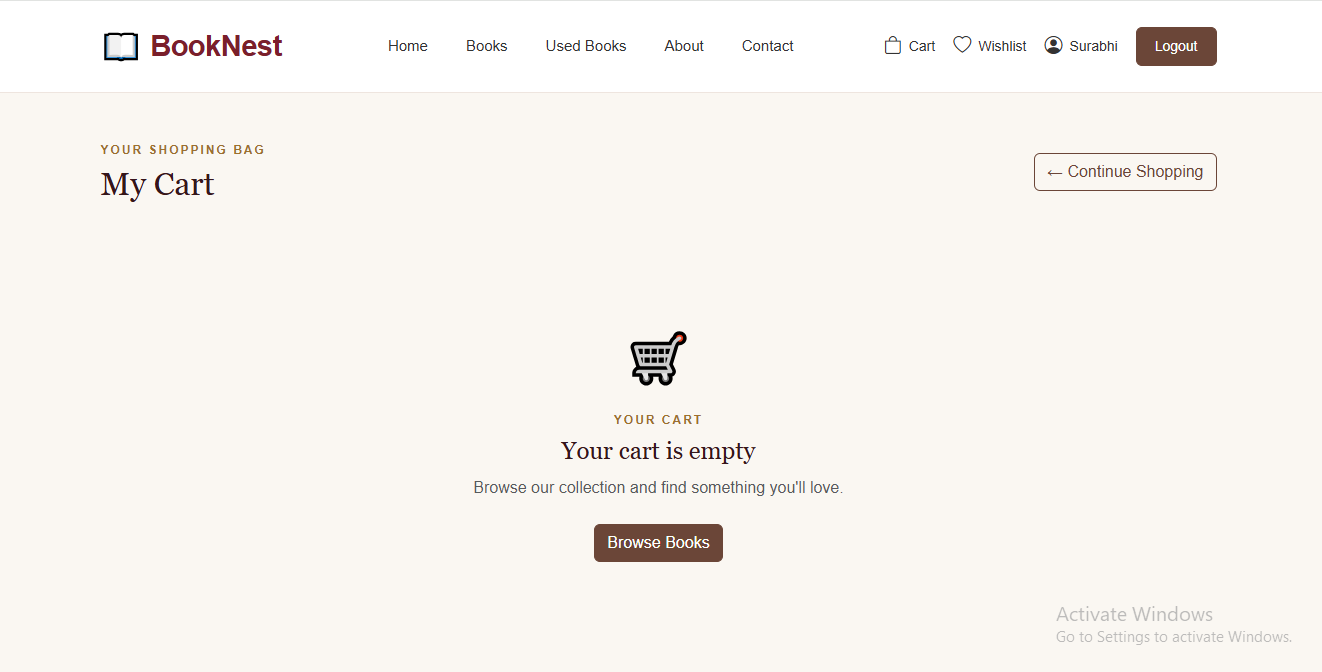 BookNest
Home Books Used Books About Contact Cart Wishlist Surabhi Logout
YOUR SHOPPING BAG
My Cart
← Continue Shopping
YOUR CART
Your cart is empty
Browse our collection and find something you'll love.
Browse Books
Activate Windows
Go to Settings to activate Windows.